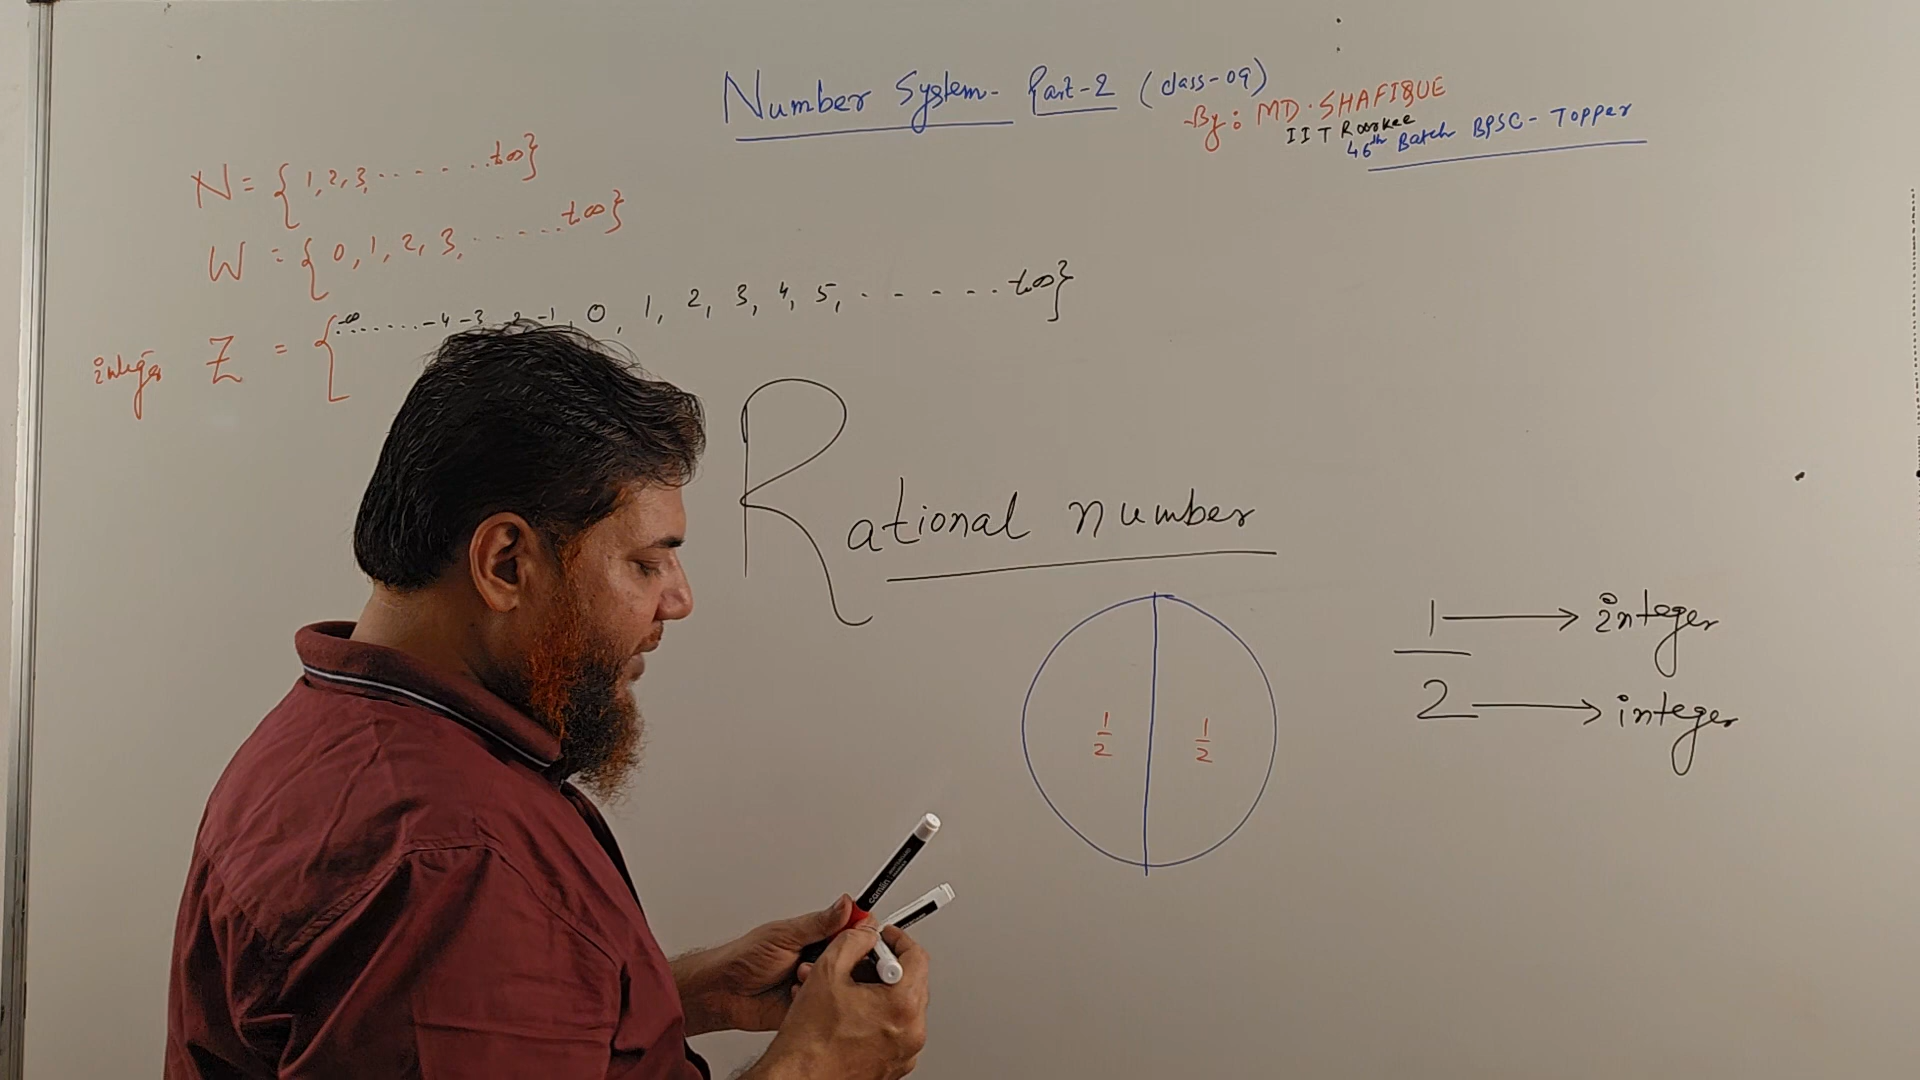 Number System- Part-2 (class-09)
-By: MD. SHAFIQUE
IIT Roorkee
46th Batch BPSC- Topper
N = { 1, 2, 3, ....... to ∞}
W = { 0, 1, 2, 3, ...... to ∞}
integer Z = { -∞ ....... -4 -3, -2, -1, 0, 1, 2, 3, 4, 5, ...... to ∞}
Rational number
1 → integer
2 → integer
1/2 1/2
camlin